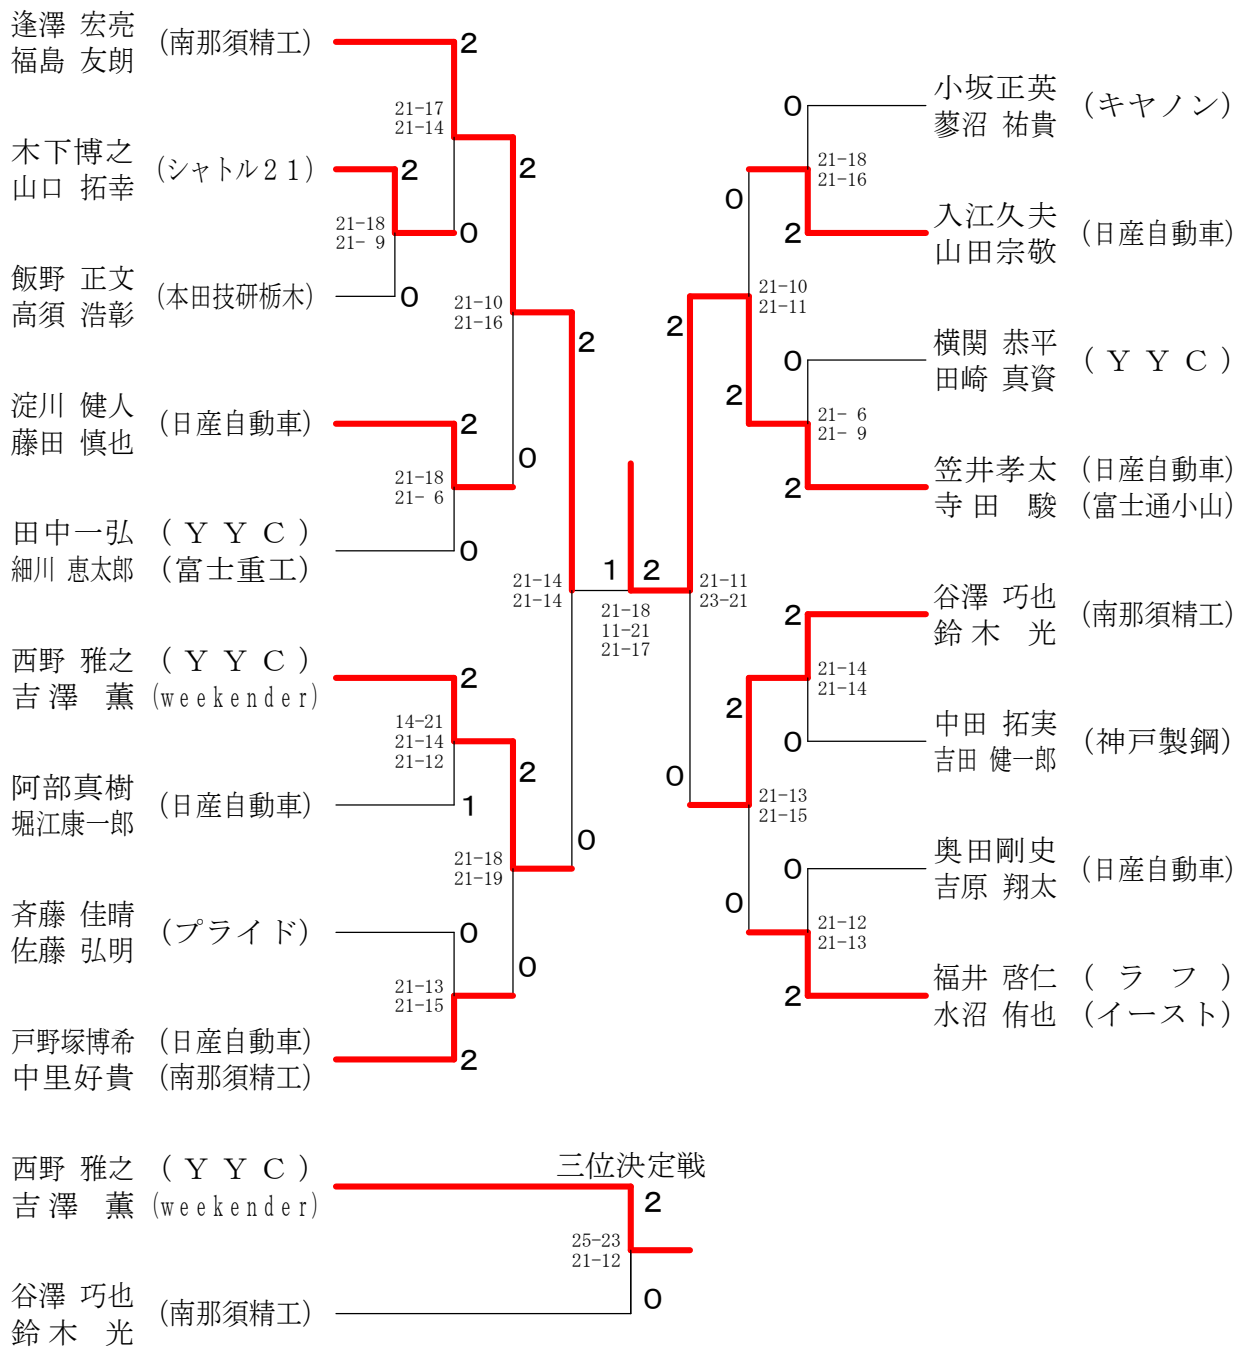 逢澤 宏亮 (南那須精工)
福島 友朗
2
21-17
21-14
木下博之 (シャトル２１)
山口 拓幸
2
2
21-18
21- 9
0
飯野 正文 (本田技研栃木)
高須 浩彰
0
21-10
21-16
2
淀川 健人 (日産自動車)
藤田 慎也
2
0
21-18
21- 6
田中一弘 (ＹＹＣ)
細川 恵太郎 (富士重工)
0
21-14
21-14
西野 雅之 (ＹＹＣ)
吉澤 薫 (weekender)
2
14-21
21-14
21-12
2
阿部真樹 (日産自動車)
堀江康一郎
1
0
21-18
21-19
斉藤 佳晴 (プライド)
佐藤 弘明
0
0
21-13
21-15
戸野塚博希 (日産自動車)
中里好貴 (南那須精工)
2
1 2
21-18
11-21
21-17
小坂正英 (キヤノン)
蓼沼 祐貴
0
21-18
21-16
0
入江久夫 (日産自動車)
山田宗敬
2
21-10
21-11
2
横関 恭平 (ＹＹＣ)
田崎 真資
0
2
21- 6
21- 9
笠井孝太 (日産自動車)
寺田 駿 (富士通小山)
2
21-11
23-21
谷澤 巧也 (南那須精工)
鈴木 光
2
21-14
21-14
2
中田 拓実 (神戸製鋼)
吉田 健一郎
0
0
21-13
21-15
奥田剛史 (日産自動車)
吉原 翔太
0
0
21-12
21-13
福井 啓仁 (ラフ)
水沼 侑也 (イースト)
2
三位決定戦
西野 雅之 (ＹＹＣ)
吉澤 薫 (weekender)
2
25-23
21-12
谷澤 巧也 (南那須精工)
鈴木 光
0